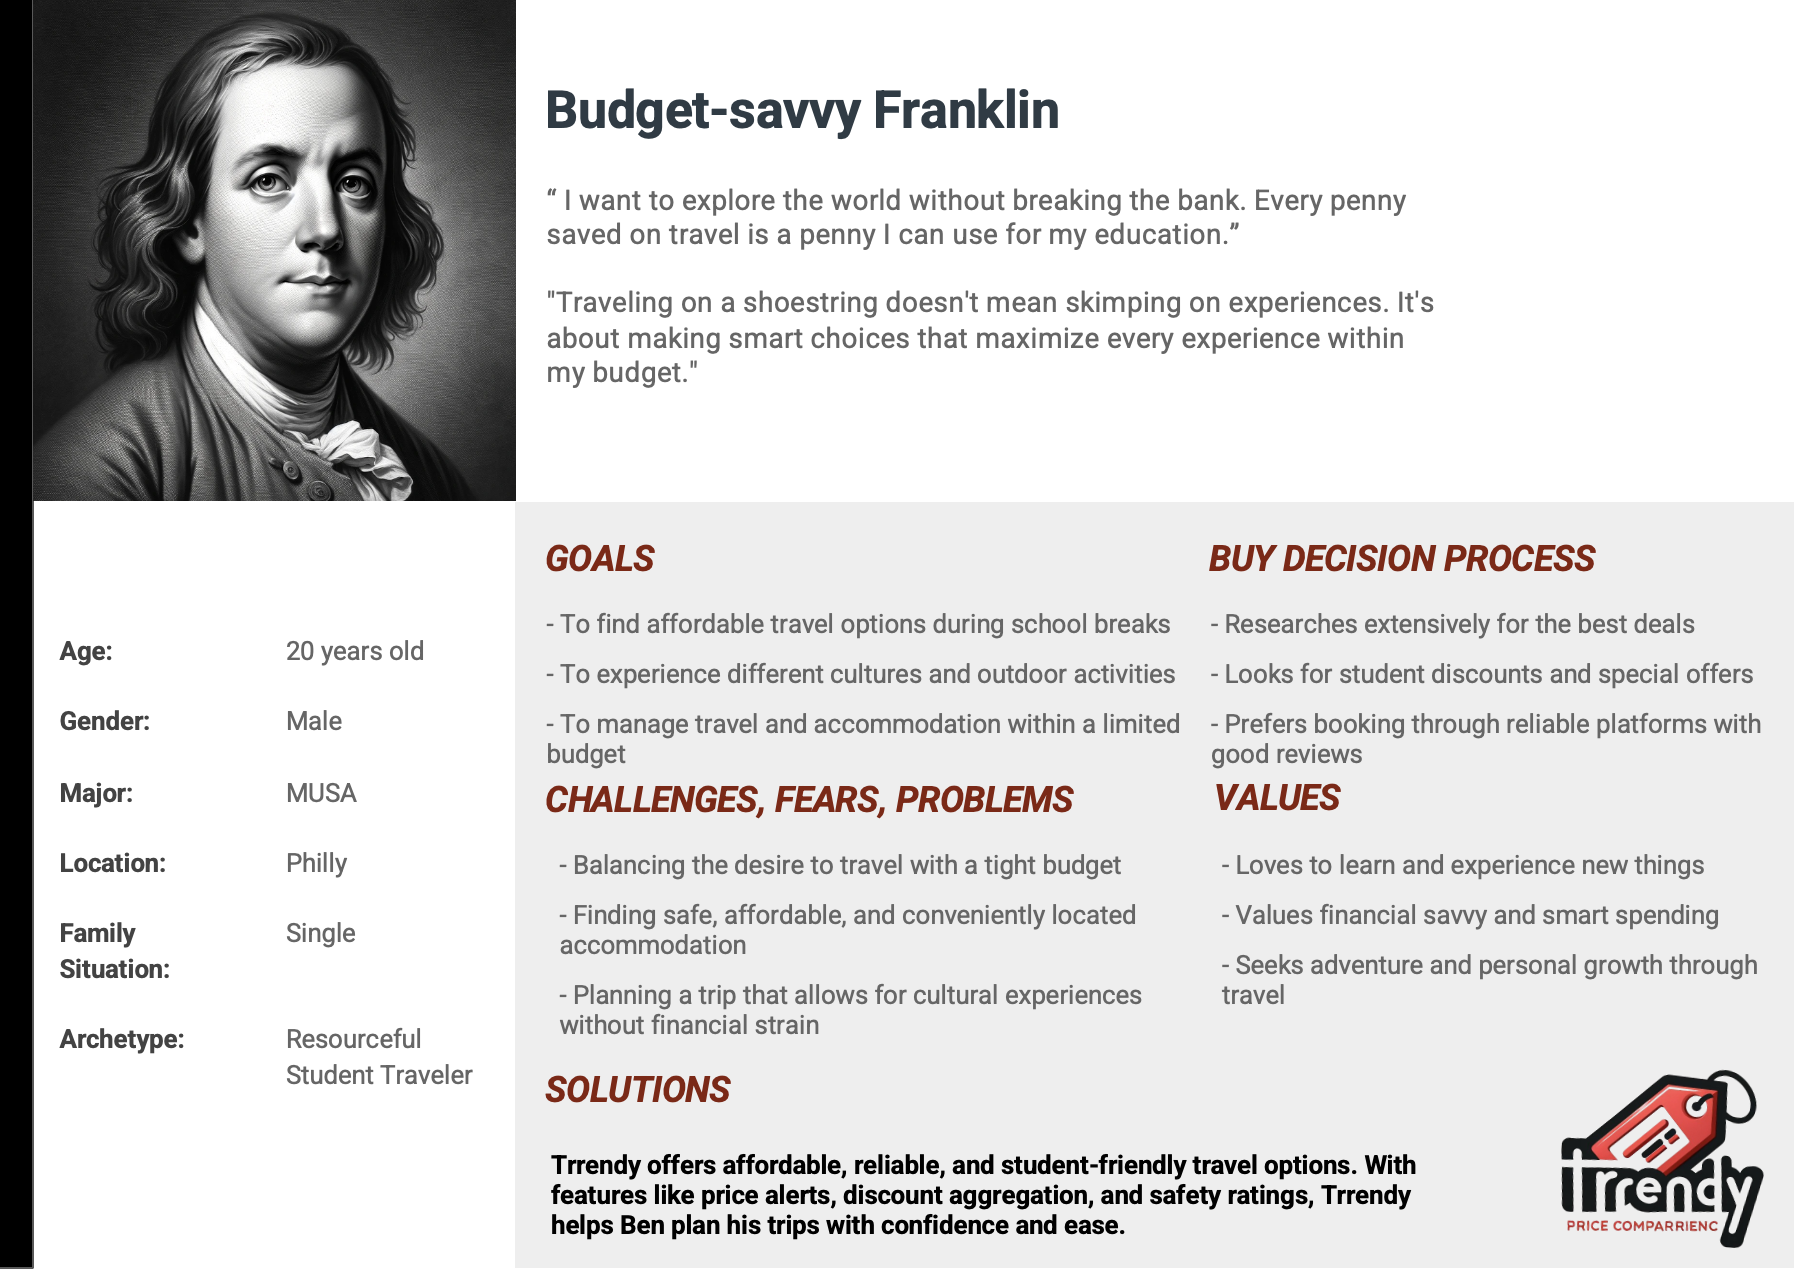 Budget-savvy Franklin
“ I want to explore the world without breaking the bank. Every penny
saved on travel is a penny I can use for my education.”
"Traveling on a shoestring doesn't mean skimping on experiences. It's
about making smart choices that maximize every experience within
my budget."
Age: 20 years old
Gender: Male
Major: MUSA
Location: Philly
Family Single
Situation:
Archetype: Resourceful
Student Traveler
GOALS
- To find affordable travel options during school breaks
- To experience different cultures and outdoor activities
- To manage travel and accommodation within a limited
budget
BUY DECISION PROCESS
- Researches extensively for the best deals
- Looks for student discounts and special offers
- Prefers booking through reliable platforms with
good reviews
CHALLENGES, FEARS, PROBLEMS
- Balancing the desire to travel with a tight budget
- Finding safe, affordable, and conveniently located
accommodation
- Planning a trip that allows for cultural experiences
without financial strain
VALUES
- Loves to learn and experience new things
- Values financial savvy and smart spending
- Seeks adventure and personal growth through
travel
SOLUTIONS
Trrendy offers affordable, reliable, and student-friendly travel options. With
features like price alerts, discount aggregation, and safety ratings, Trrendy
helps Ben plan his trips with confidence and ease.
trrendy
PRICE COMPARRIENC